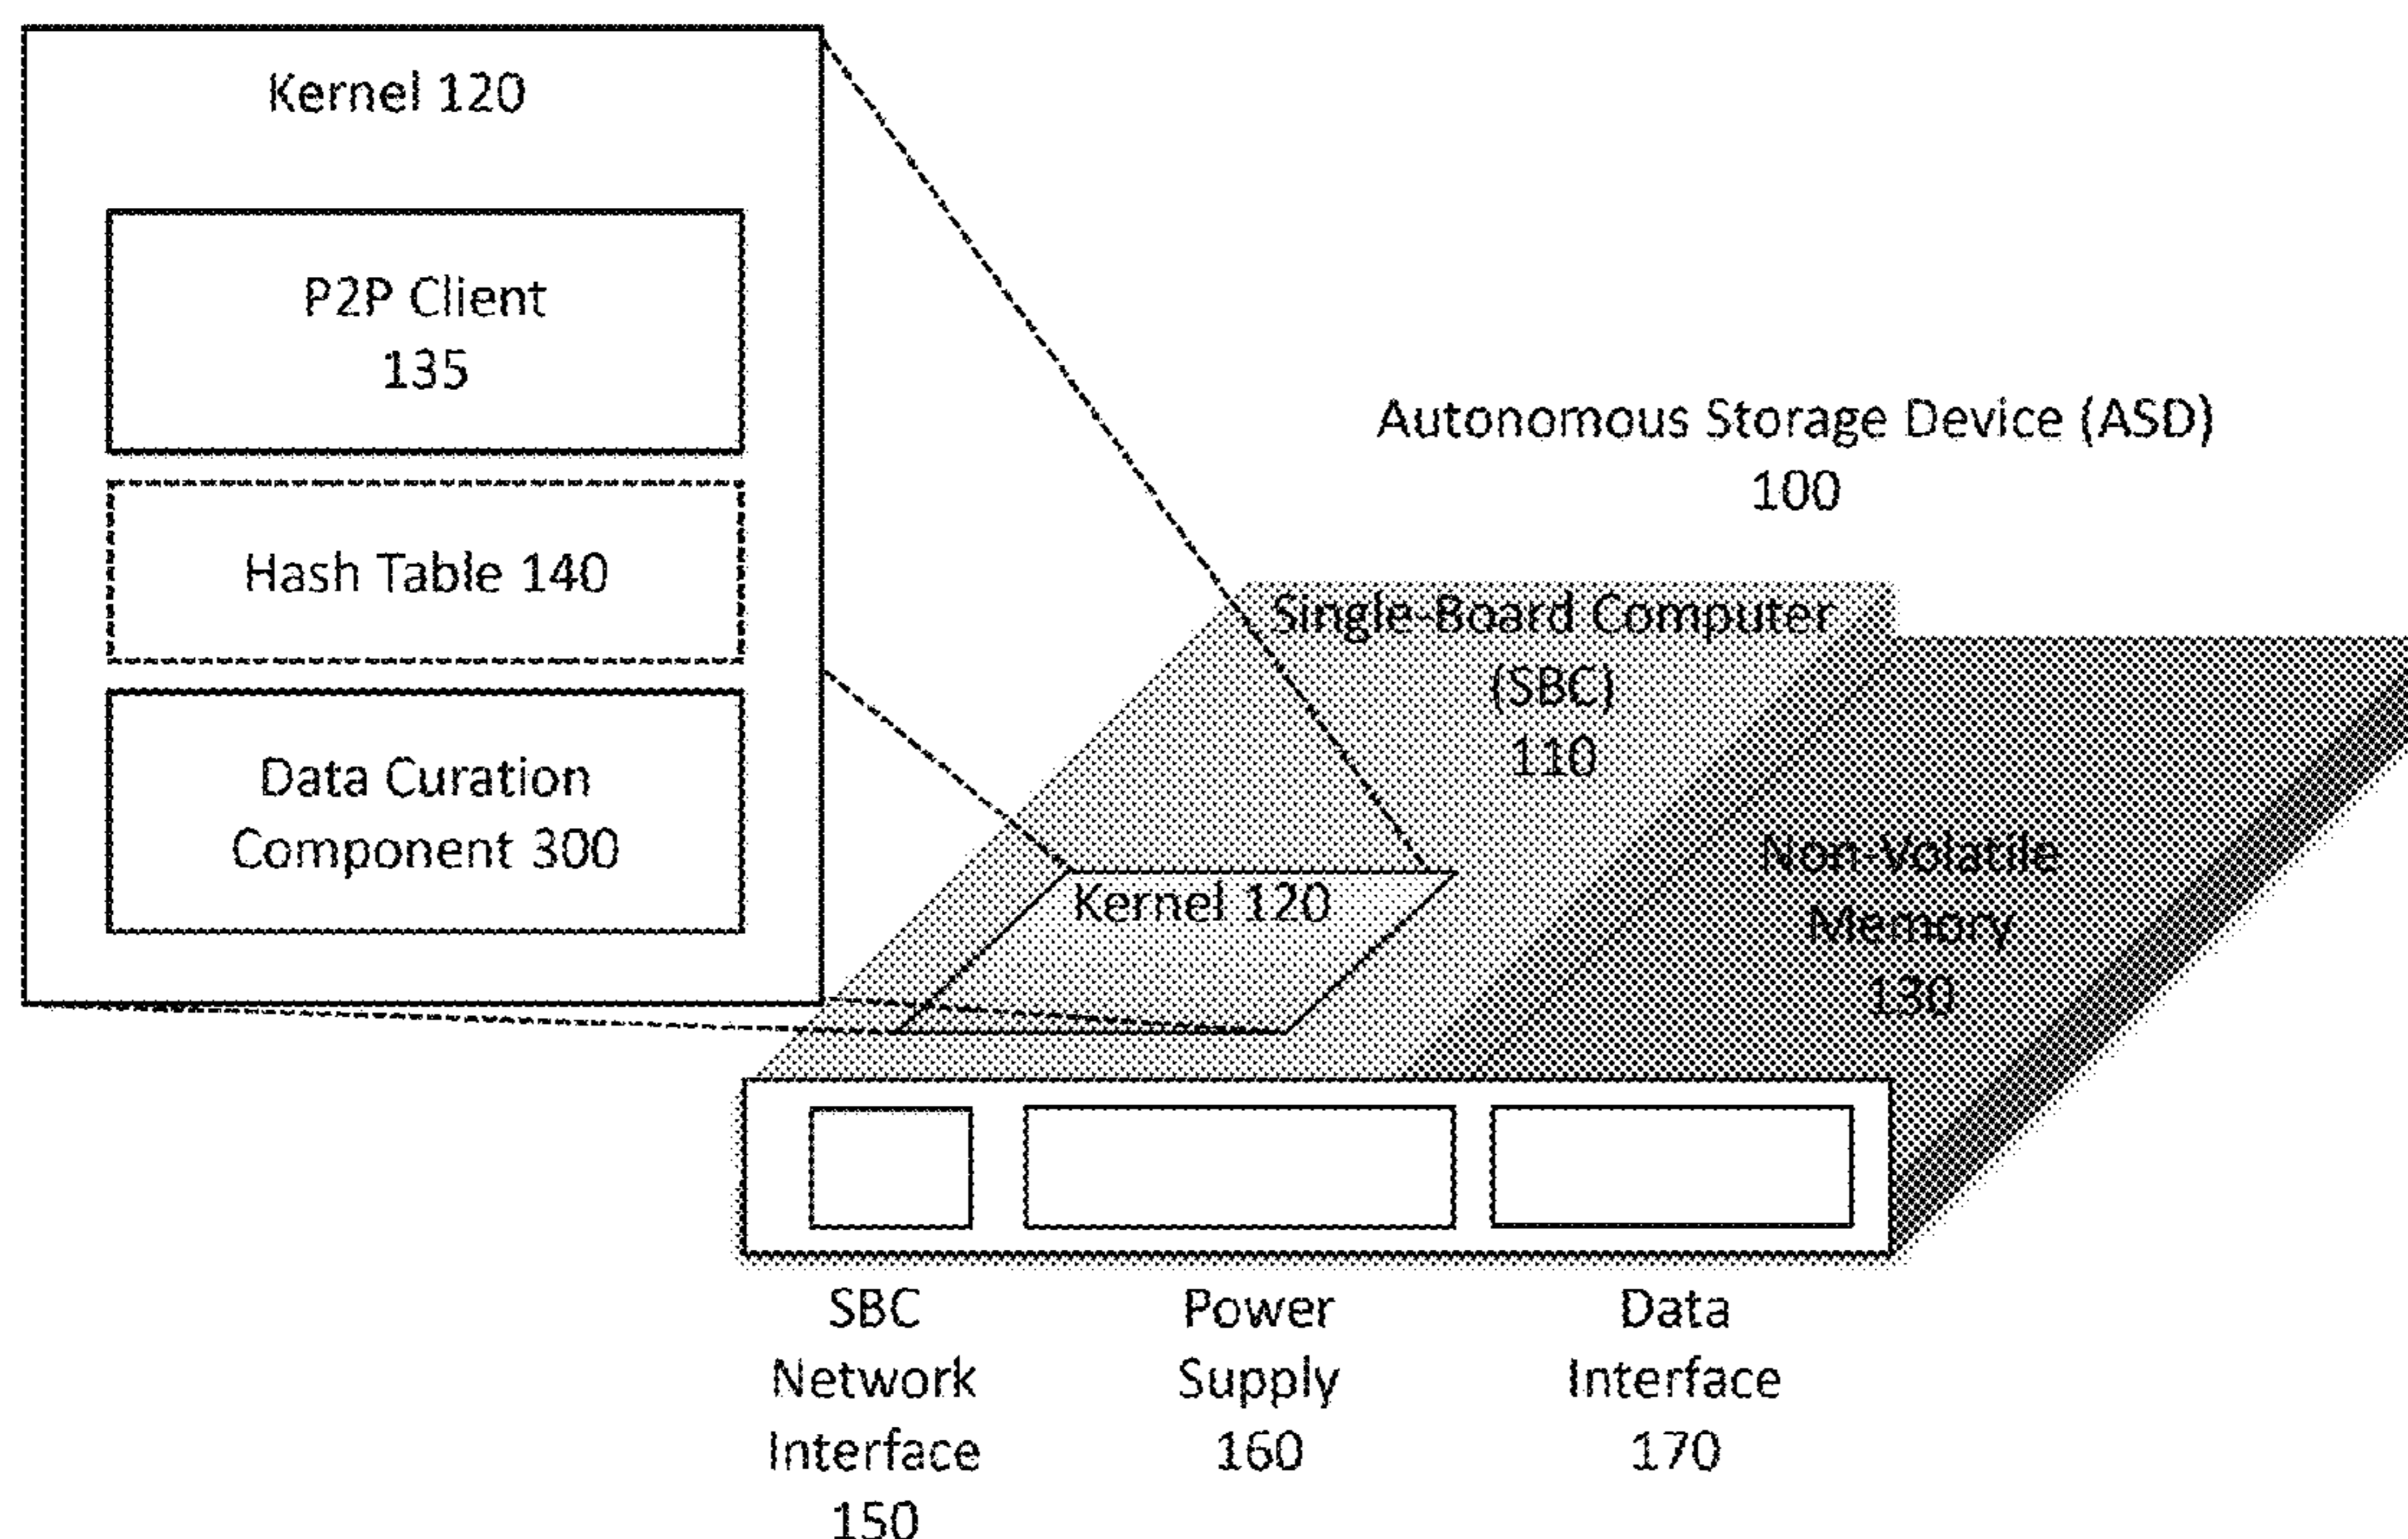 Kernel 120
P2P Client
135
Hash Table 140
Data Curation
Component 300
Autonomous Storage Device (ASD)
100
Single-Board Computer
(SBC)
110
Non-Volatile
Memory
130
Kernel 120
SBC
Network
Interface
150
Power
Supply
160
Data
Interface
170